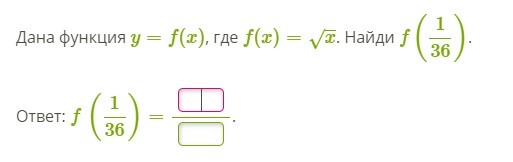 Дана функция y = f(x), где f(x) = √x. Найди f(1/36).
Ответ: f(1/36) = .